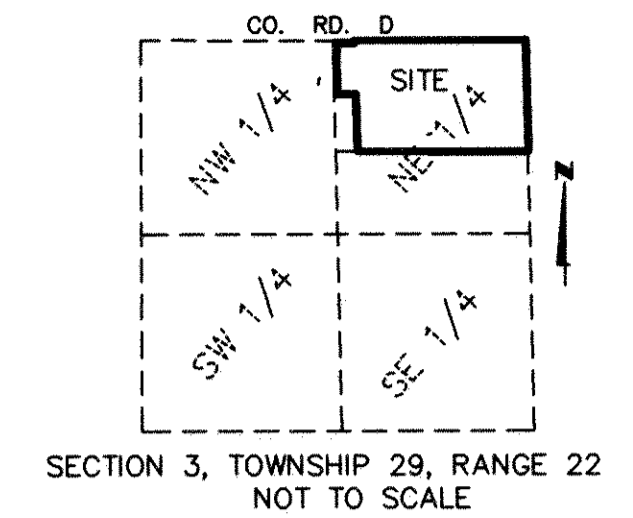 CO. RD. D
SITE
NW 1/4
NE 1/4
N
SW 1/4
SE 1/4
SECTION 3, TOWNSHIP 29, RANGE 22
NOT TO SCALE